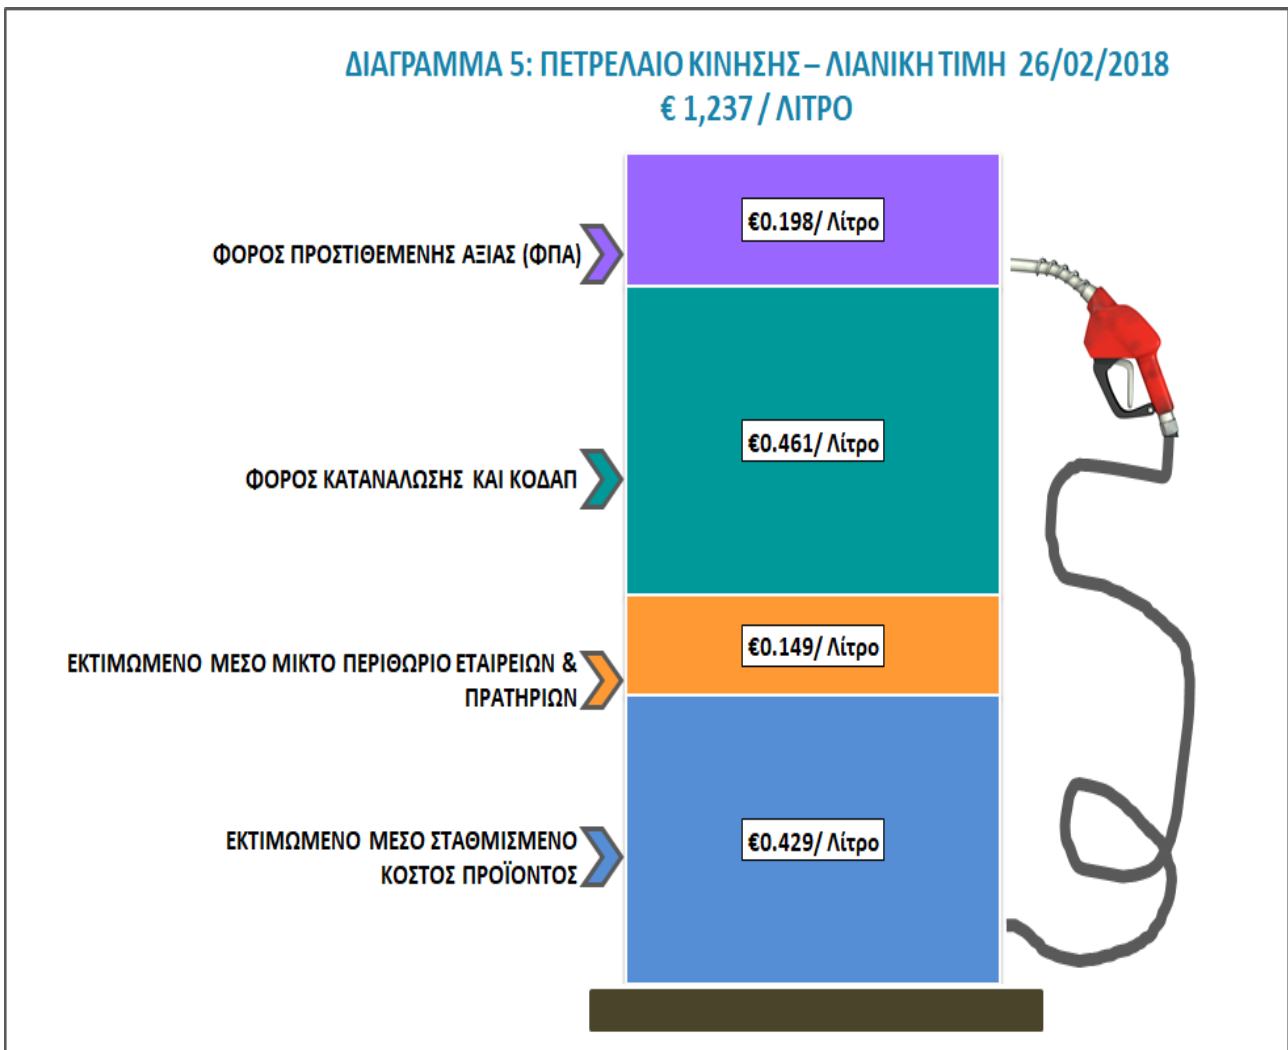 ΔΙΑΓΡΑΜΜΑ 5: ΠΕΤΡΕΛΑΙΟ ΚΙΝΗΣΗΣ – ΛΙΑΝΙΚΗ ΤΙΜΗ 26/02/2018
€ 1,237 / ΛΙΤΡΟ
€0.198/ Λίτρο
ΦΟΡΟΣ ΠΡΟΣΤΙΘΕΜΕΝΗΣ ΑΞΙΑΣ (ΦΠΑ)
€0.461/ Λίτρο
ΦΟΡΟΣ ΚΑΤΑΝΑΛΩΣΗΣ ΚΑΙ ΚΟΔΑΠ
€0.149/ Λίτρο
ΕΚΤΙΜΩΜΕΝΟ ΜΕΣΟ ΜΙΚΤΟ ΠΕΡΙΘΩΡΙΟ ΕΤΑΙΡΕΙΩΝ &
ΠΡΑΤΗΡΙΩΝ
€0.429/ Λίτρο
ΕΚΤΙΜΩΜΕΝΟ ΜΕΣΟ ΣΤΑΘΜΙΣΜΕΝΟ
ΚΟΣΤΟΣ ΠΡΟΪΟΝΤΟΣ